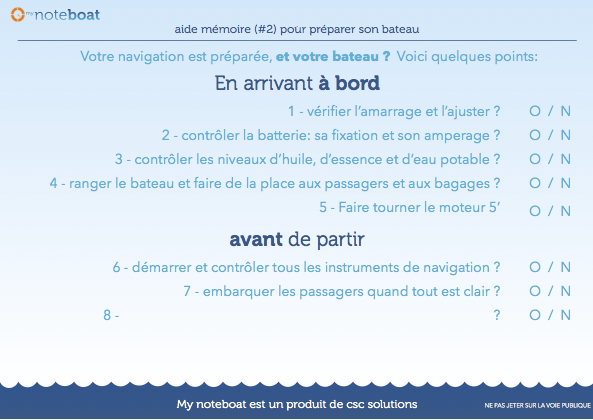 my noteboat
aide mémoire (#2) pour préparer son bateau
Votre navigation est préparée, et votre bateau ? Voici quelques points:
En arrivant à bord
1 - vérifier l'amarrage et l'ajuster ? O / N
2 - contrôler la batterie: sa fixation et son amperage ? O / N
3 - contrôler les niveaux d'huile, d'essence et d'eau potable ? O / N
4 - ranger le bateau et faire de la place aux passagers et aux bagages ? O / N
5 - Faire tourner le moteur 5' O / N
avant de partir
6 - démarrer et contrôler tous les instruments de navigation ? O / N
7 - embarquer les passagers quand tout est clair ? O / N
8 - ? O / N
My noteboat est un produit de csc solutions
NE PAS JETER SUR LA VOIE PUBLIQUE